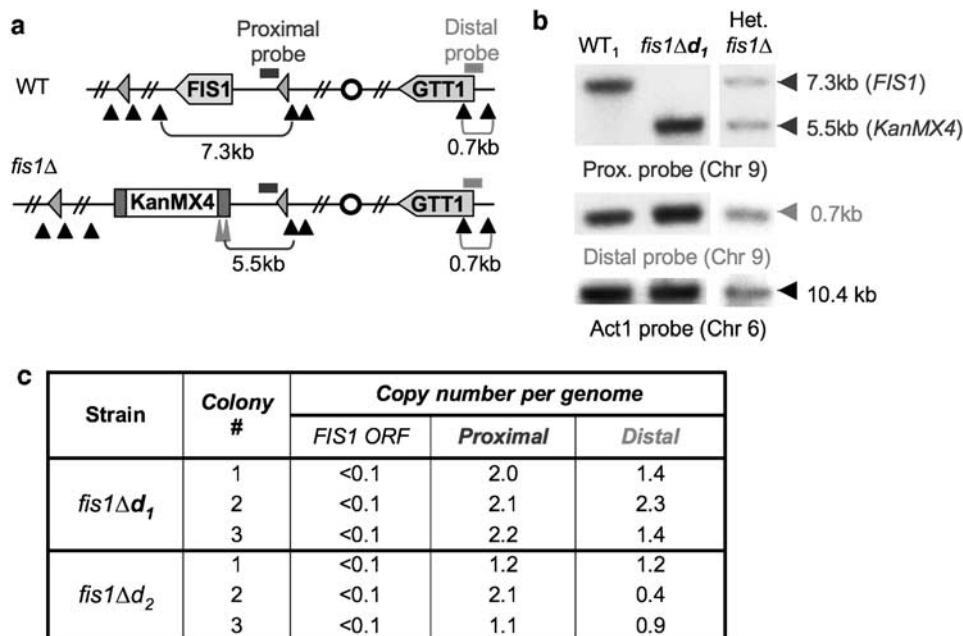 a
Proximal
probe
Distal
probe
WT
FIS1
GTT1
7.3kb
0.7kb
fis1Δ
KanMX4
GTT1
5.5kb
0.7kb
b
WT₁ fis1Δd₁ Het. fis1Δ
7.3kb (FIS1)
5.5kb (KanMX4)
Prox. probe (Chr 9)
0.7kb
Distal probe (Chr 9)
10.4 kb
Act1 probe (Chr 6)
c
Strain Colony # Copy number per genome
FIS1 ORF Proximal Distal
fis1Δd₁
1 <0.1 2.0 1.4
2 <0.1 2.1 2.3
3 <0.1 2.2 1.4
fis1Δd₂
1 <0.1 1.2 1.2
2 <0.1 2.1 0.4
3 <0.1 1.1 0.9